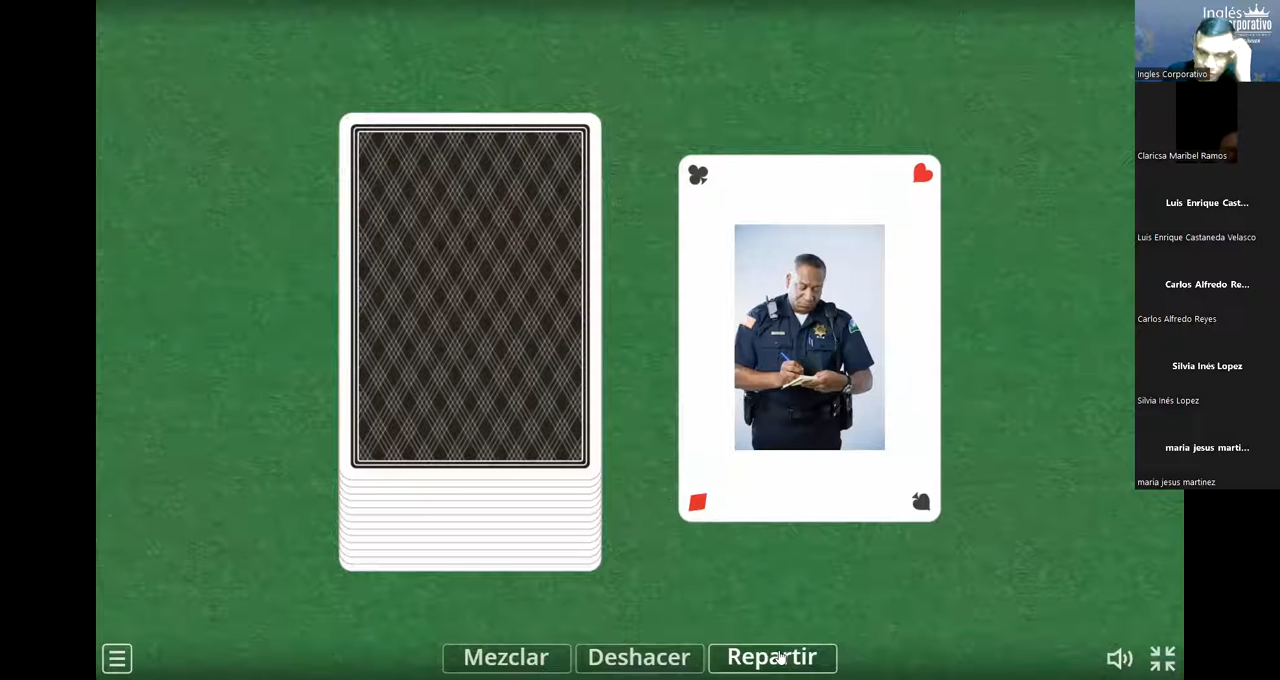 Inglés
Ingles Corporativo
Claricsa Maribel Ramos
Luis Enrique Cast...
Luis Enrique Castaneda Velasco
Carlos Alfredo Re...
Carlos Alfredo Reyes
Silvia Inés Lopez
Silvia Inés Lopez
maria jesus marti...
maria jesus martinez
Mezclar Deshacer Repartir